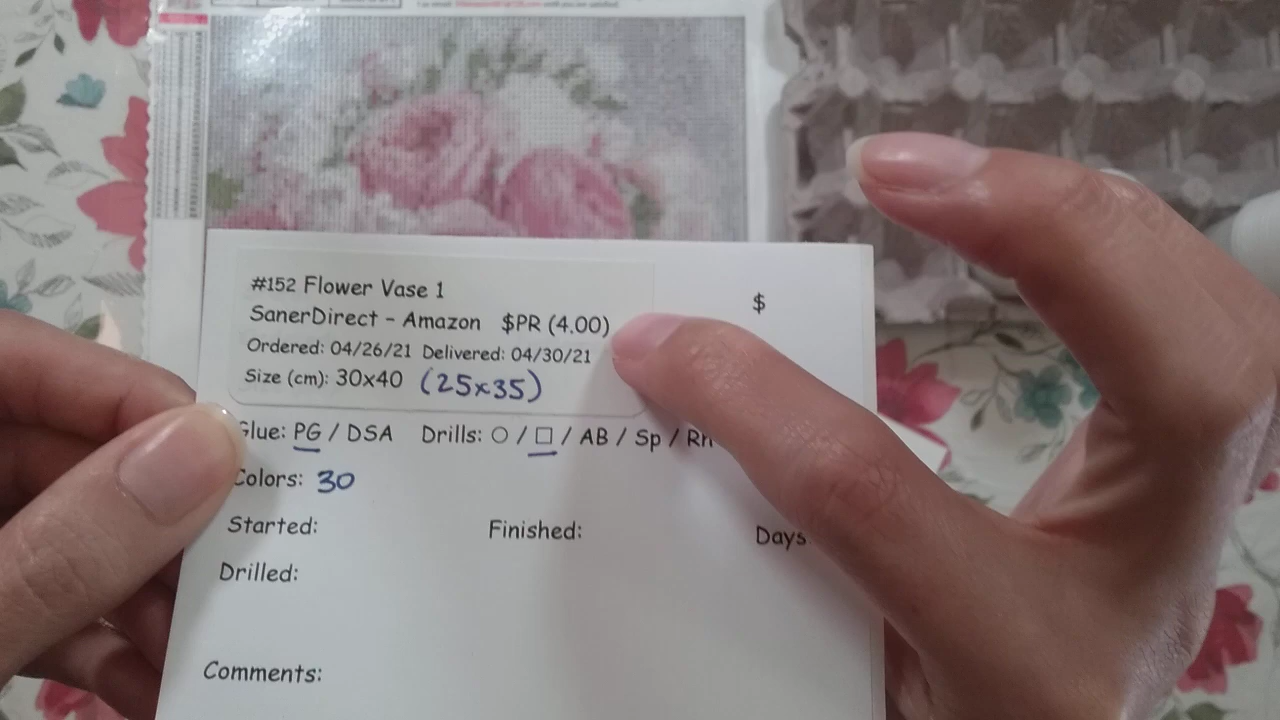 #152 Flower Vase 1
$
SanerDirect - Amazon $PR (4.00)
Ordered: 04/26/21 Delivered: 04/30/21
Size (cm): 30x40 (25x35)
Glue: PG / DSA Drills: ○ / □ / AB / Sp / Rh
Colors: 30
Started: Finished: Days
Drilled:
Comments: